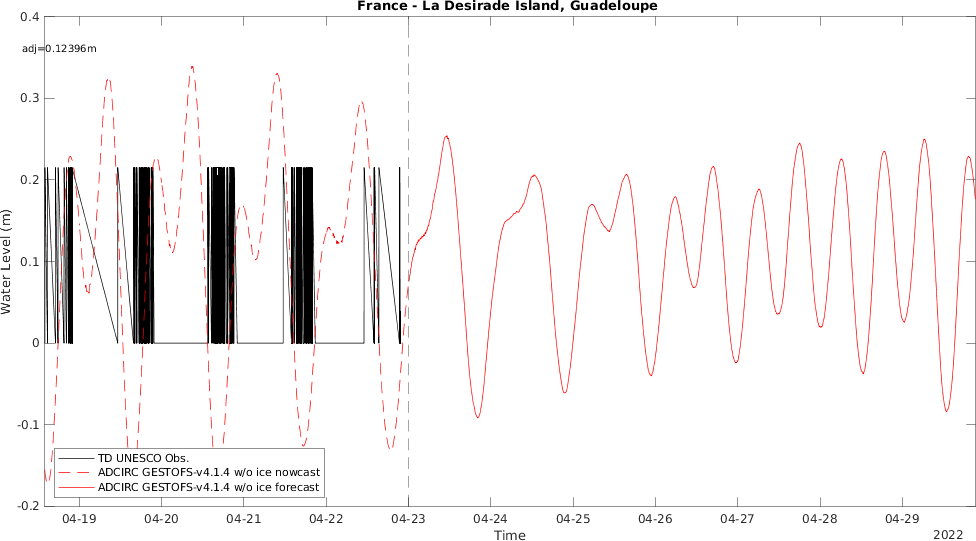 France - La Desirade Island, Guadeloupe
adj=0.12396m
0.4
0.3
0.2
0.1
0
-0.1
-0.2
Water Level (m)
TD UNESCO Obs.
ADCIRC GESTOFS-v4.1.4 w/o ice nowcast
ADCIRC GESTOFS-v4.1.4 w/o ice forecast
04-19 04-20 04-21 04-22 04-23 04-24 04-25 04-26 04-27 04-28 04-29
Time
2022